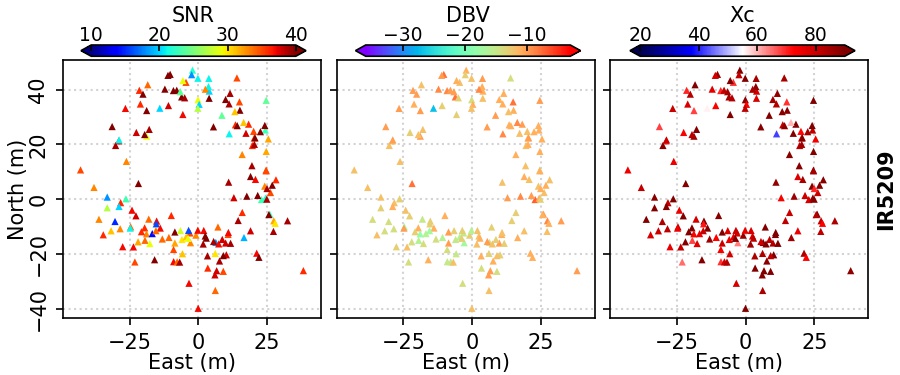 SNR DBV Xc
10 20 30 40 −30 −20 −10 20 40 60 80
40
20
0
−20
−40
North (m)
IR5209
−25 0 25 −25 0 25 −25 0 25
East (m) East (m) East (m)